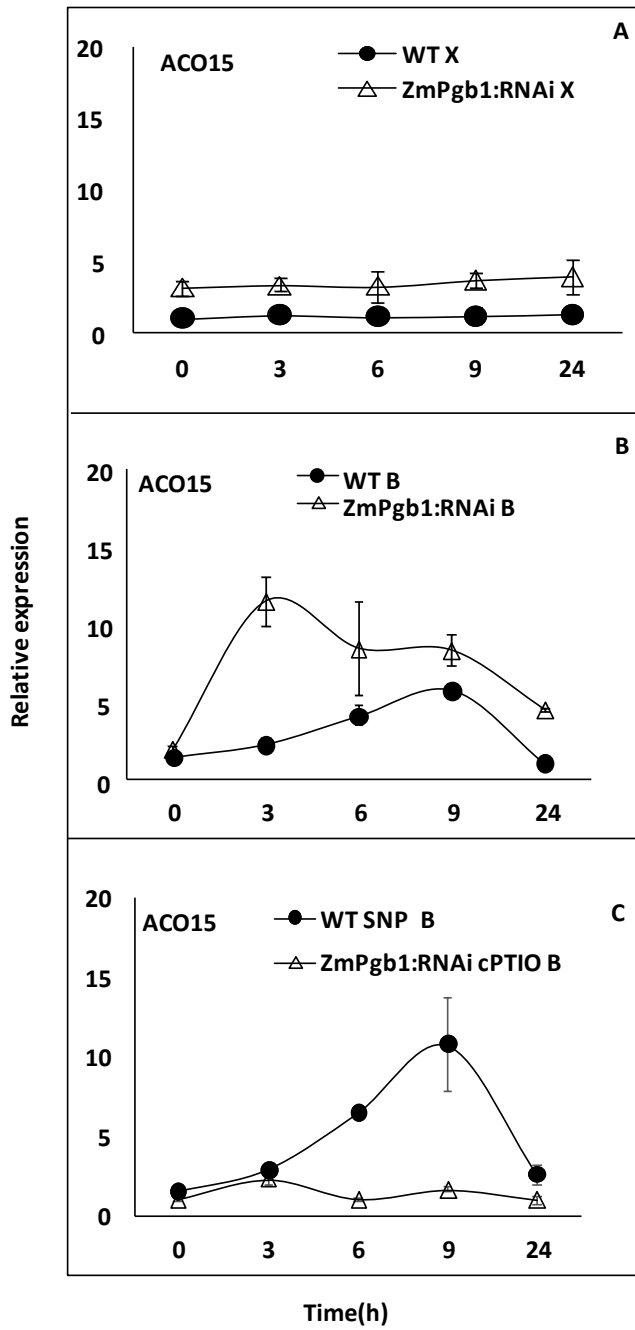 A
ACO15
WT X
ZmPgb1:RNAi X
20
15
10
5
0
0 3 6 9 24
B
ACO15
WT B
ZmPgb1:RNAi B
20
15
10
5
0
0 3 6 9 24
Relative expression
C
ACO15
WT SNP B
ZmPgb1:RNAi cPTIO B
20
15
10
5
0
0 3 6 9 24
Time(h)